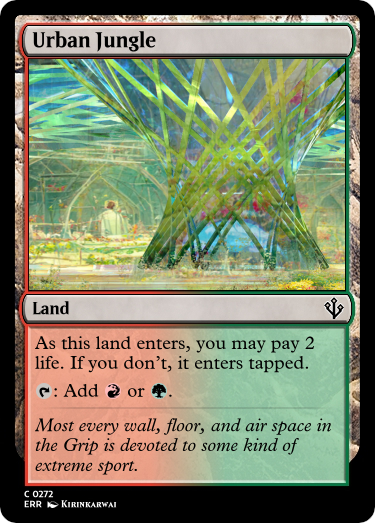 Urban Jungle
Land
As this land enters, you may pay 2
life. If you don't, it enters tapped.
: Add or .
Most every wall, floor, and air space in
the Grip is devoted to some kind of
extreme sport.
C 0272
ERR Kirinkarwai